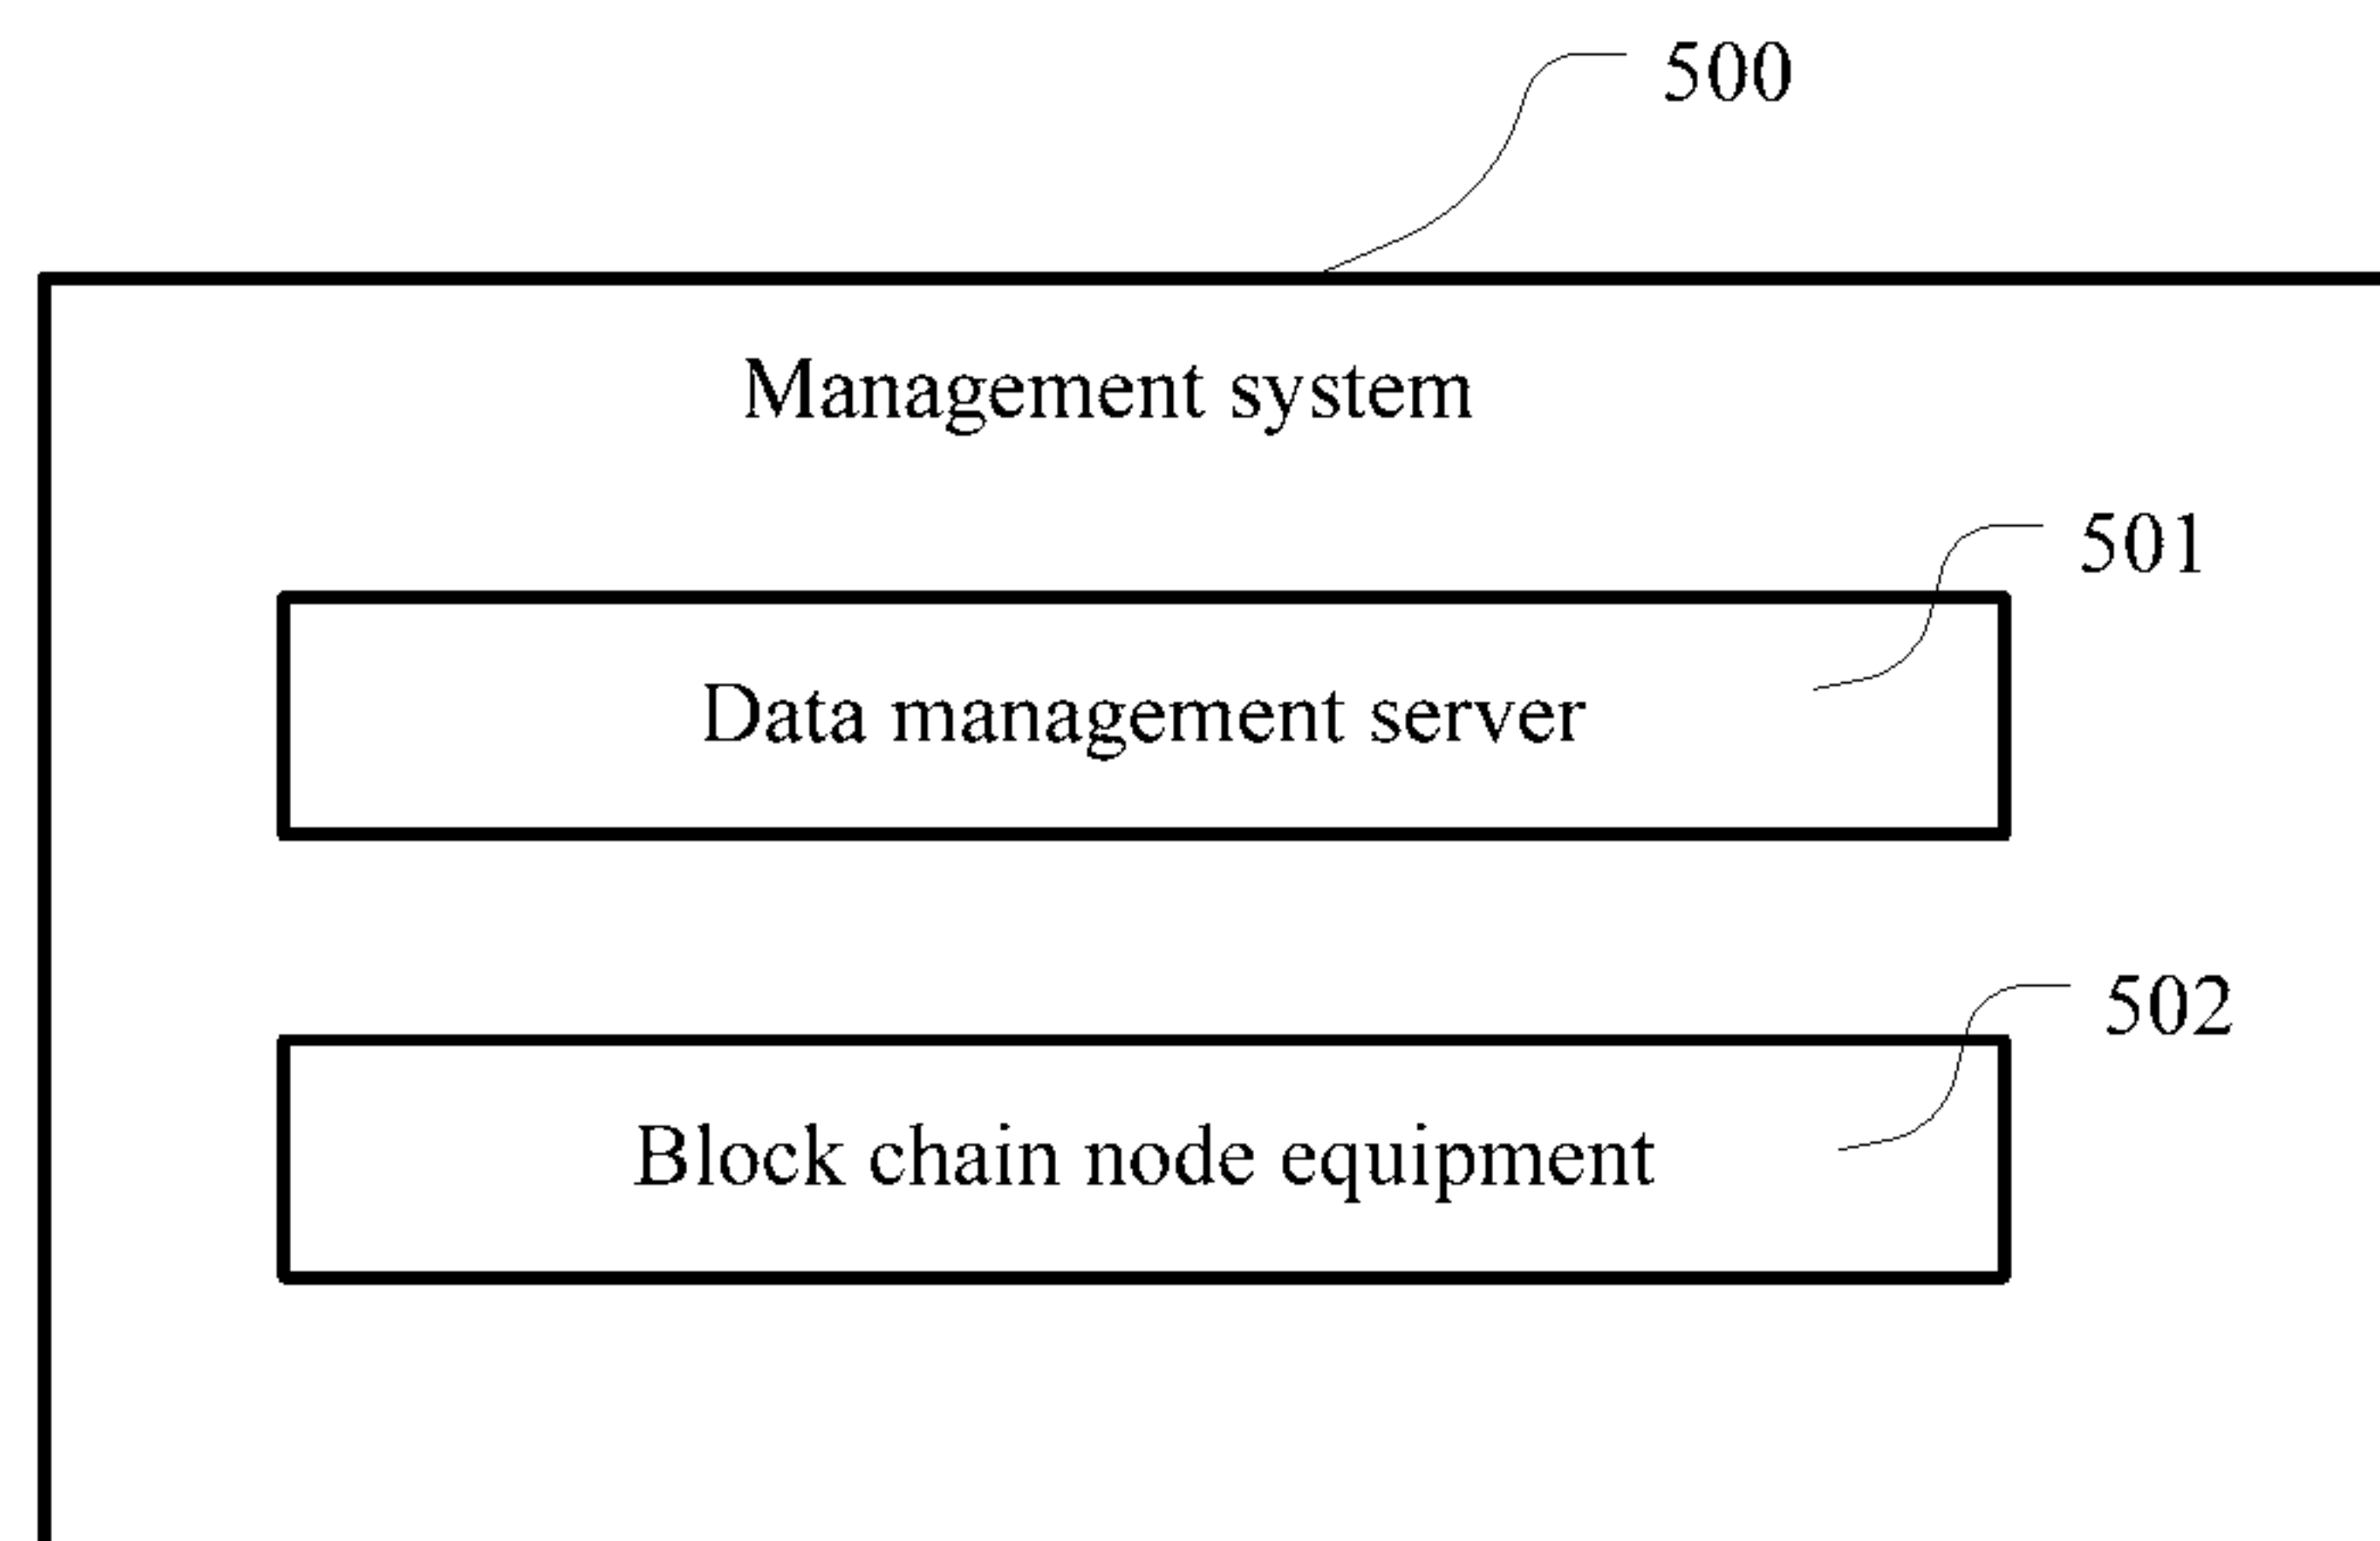 500
Management system
501
Data management server
502
Block chain node equipment